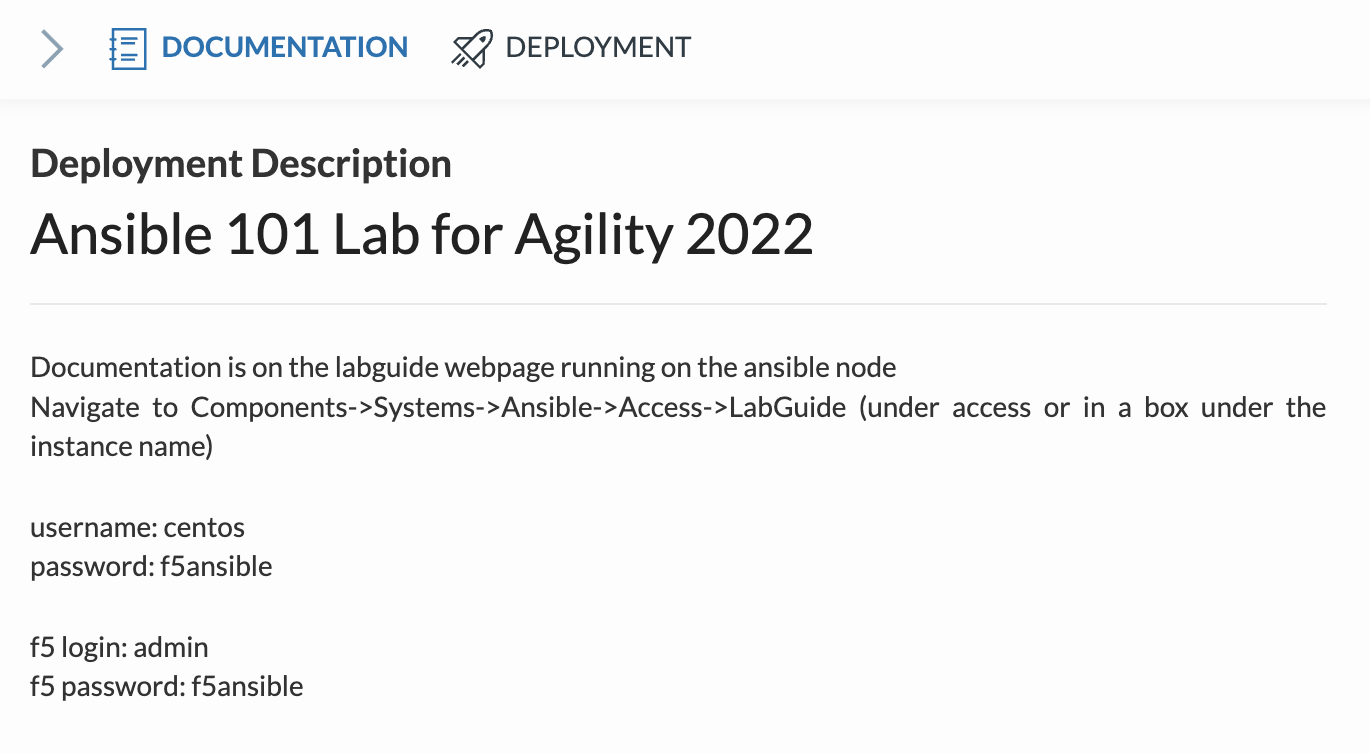 DOCUMENTATION DEPLOYMENT
Deployment Description
Ansible 101 Lab for Agility 2022
Documentation is on the labguide webpage running on the ansible node
Navigate to Components->Systems->Ansible->Access->LabGuide (under access or in a box under the
instance name)
username: centos
password: f5ansible
f5 login: admin
f5 password: f5ansible